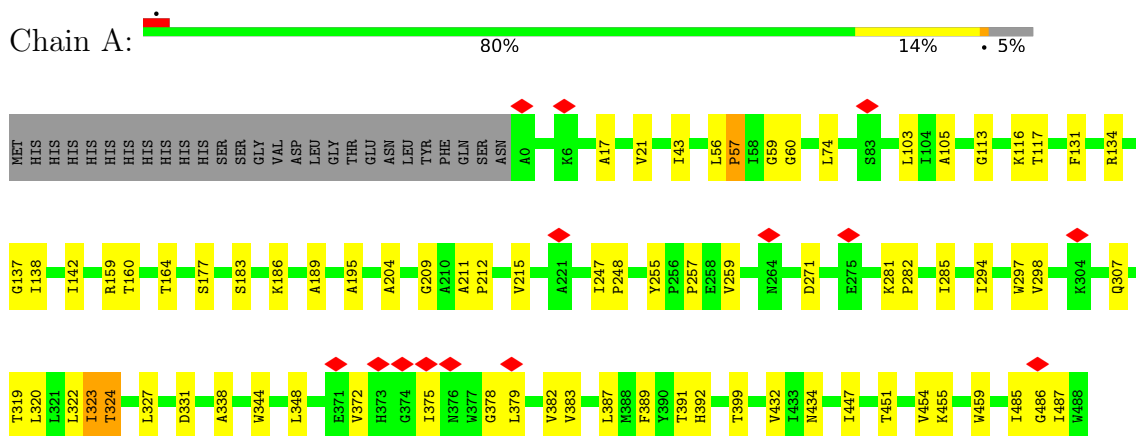 Chain A:
80% 14% • 5%
MET HIS HIS HIS HIS HIS HIS HIS HIS HIS HIS SER SER GLY VAL ASP LEU GLY THR GLU ASN LEU TYR PHE GLN SER ASN A0 K6 A17 V21 I43 L56 P57 I58 G59 G60 L74 S83 L103 I104 A105 G113 K116 T117 F131 R134
G137 I138 I142 R159 T160 T164 S177 S183 K186 A189 A195 A204 G209 A210 A211 P212 V215 A221 I247 P248 Y255 P256 P257 E258 V259 N264 D271 E275 K281 P282 I285 I294 W297 V298 K304 Q307
T319 L320 L321 L322 I323 T324 L327 D331 A338 W344 L348 E371 V372 H373 G374 I375 N376 W377 G378 L379 V382 V383 L387 M388 F389 Y390 T391 H392 T399 V432 I433 N434 I447 T451 V454 K455 W459 I485 G486 I487 W488